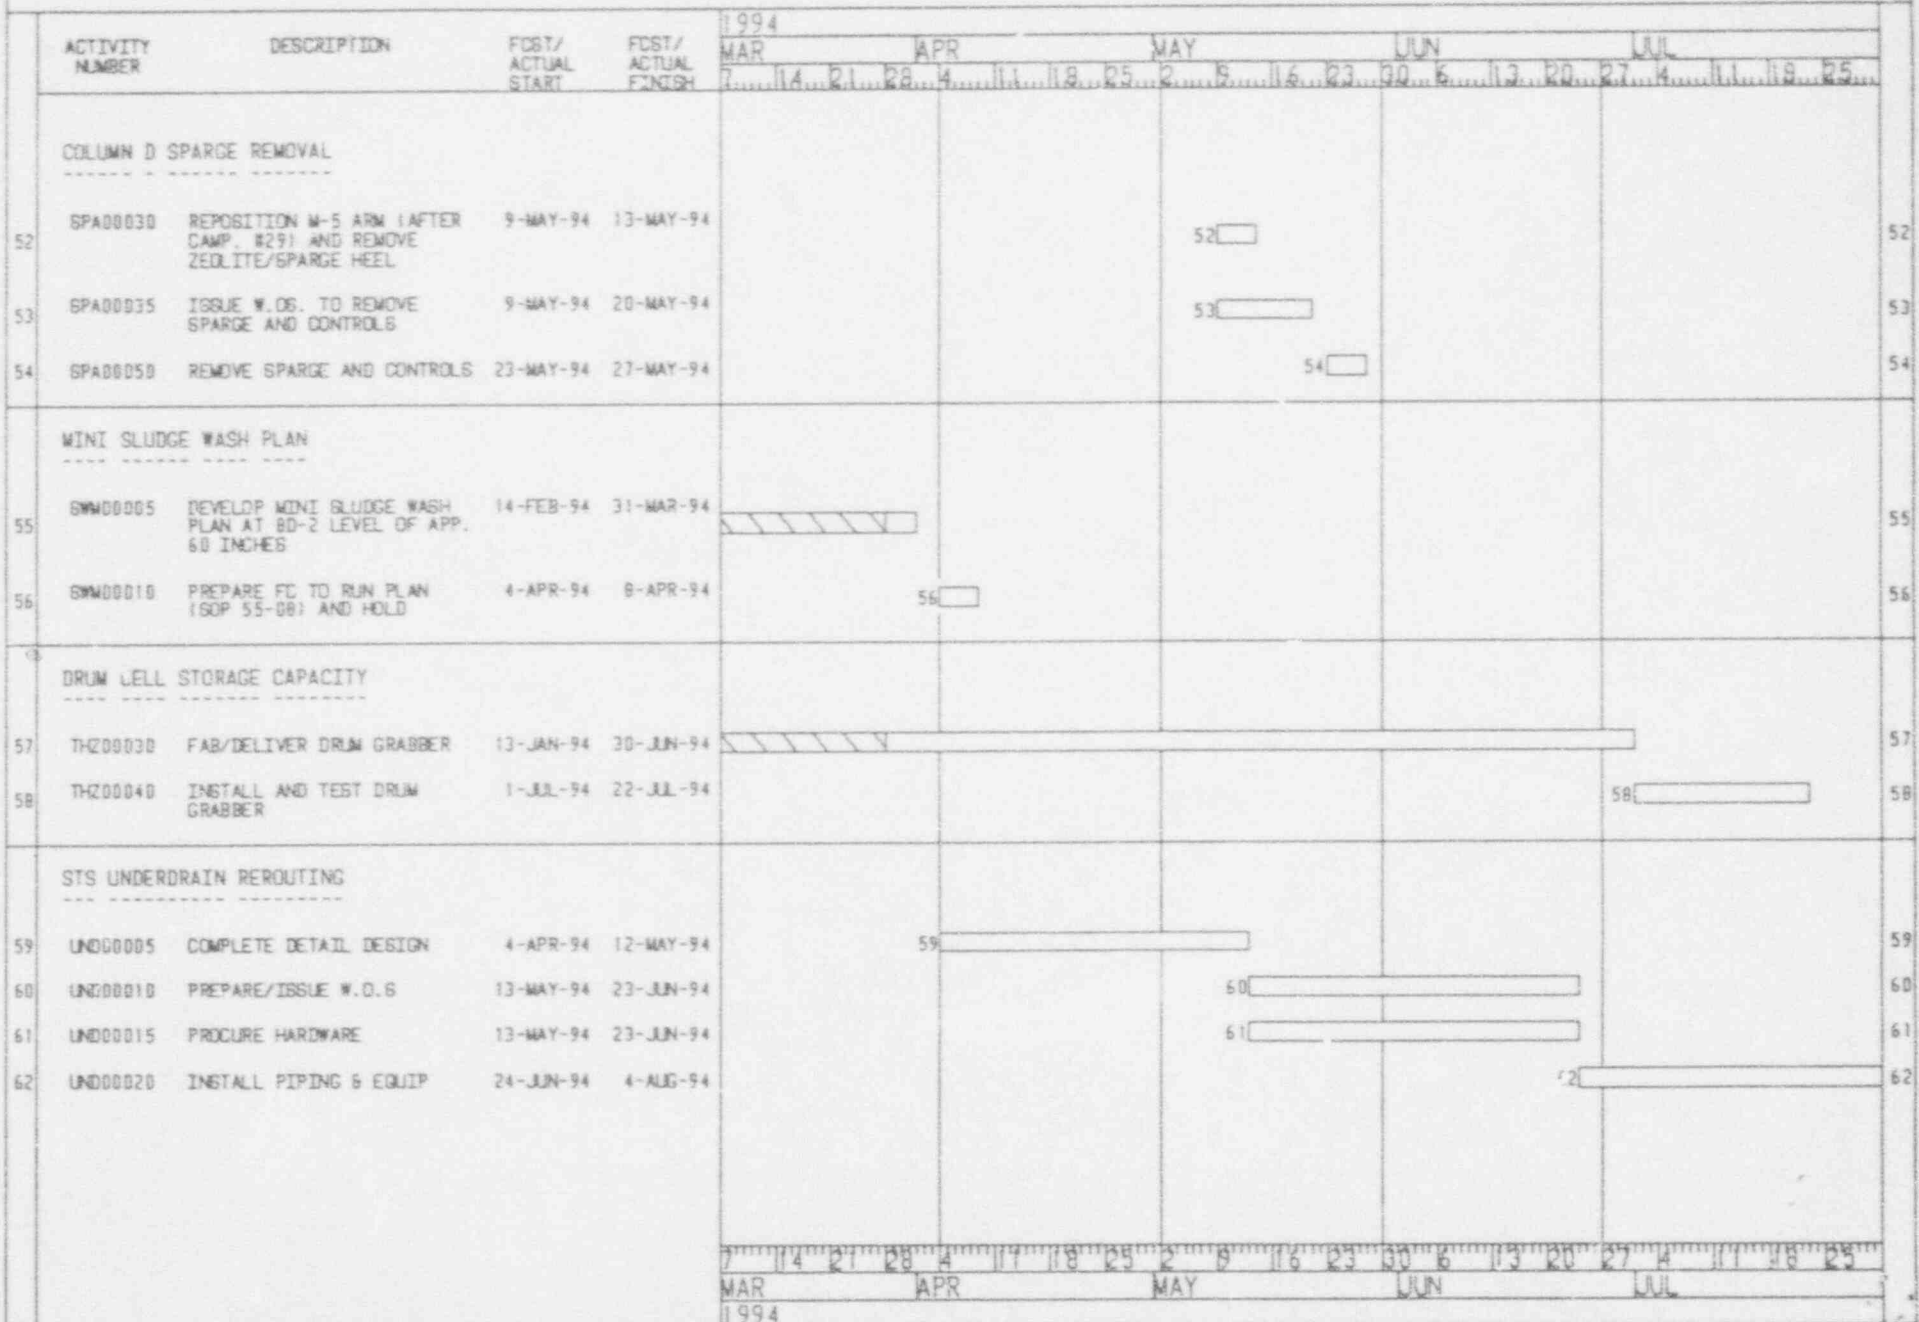 1994
ACTIVITY NUMBER DESCRIPTION FCST/ ACTUAL START FCST/ ACTUAL FINISH
MAR APR MAY JUN JUL
7 14 21 28 4 11 18 25 2 9 16 23 30 6 13 20 27 4 11 18 25
COLUMN D SPARGE REMOVAL
52 SPA00030 REPOSITION M-5 ARM (AFTER 9-MAY-94 13-MAY-94 52 52
CAMP. #29) AND REMOVE
ZEOLITE/SPARGE HEEL
53 SPA00035 ISSUE W.OS. TO REMOVE 9-MAY-94 20-MAY-94 53 53
SPARGE AND CONTROLS
54 SPA00050 REMOVE SPARGE AND CONTROLS 23-MAY-94 27-MAY-94 54 54
MINI SLUDGE WASH PLAN
55 SWM00005 DEVELOP MINI SLUDGE WASH 14-FEB-94 31-MAR-94 55
PLAN AT 8D-2 LEVEL OF APP.
60 INCHES
56 SWM00010 PREPARE FC TO RUN PLAN 4-APR-94 8-APR-94 56 56
(SOP 55-08) AND HOLD
DRUM CELL STORAGE CAPACITY
57 THZ00030 FAB/DELIVER DRUM GRABBER 13-JAN-94 30-JUN-94 57
58 THZ00040 INSTALL AND TEST DRUM 1-JUL-94 22-JUL-94 58 58
GRABBER
STS UNDERDRAIN REROUTING
59 UND00005 COMPLETE DETAIL DESIGN 4-APR-94 12-MAY-94 59 59
60 UND00010 PREPARE/ISSUE W.O.S 13-MAY-94 23-JUN-94 60 60
61 UND00015 PROCURE HARDWARE 13-MAY-94 23-JUN-94 61 61
62 UND00020 INSTALL PIPING & EQUIP 24-JUN-94 4-AUG-94 62 62
7 14 21 28 4 11 18 25 2 9 16 23 30 6 13 20 27 4 11 18 25
MAR APR MAY JUN JUL
1994